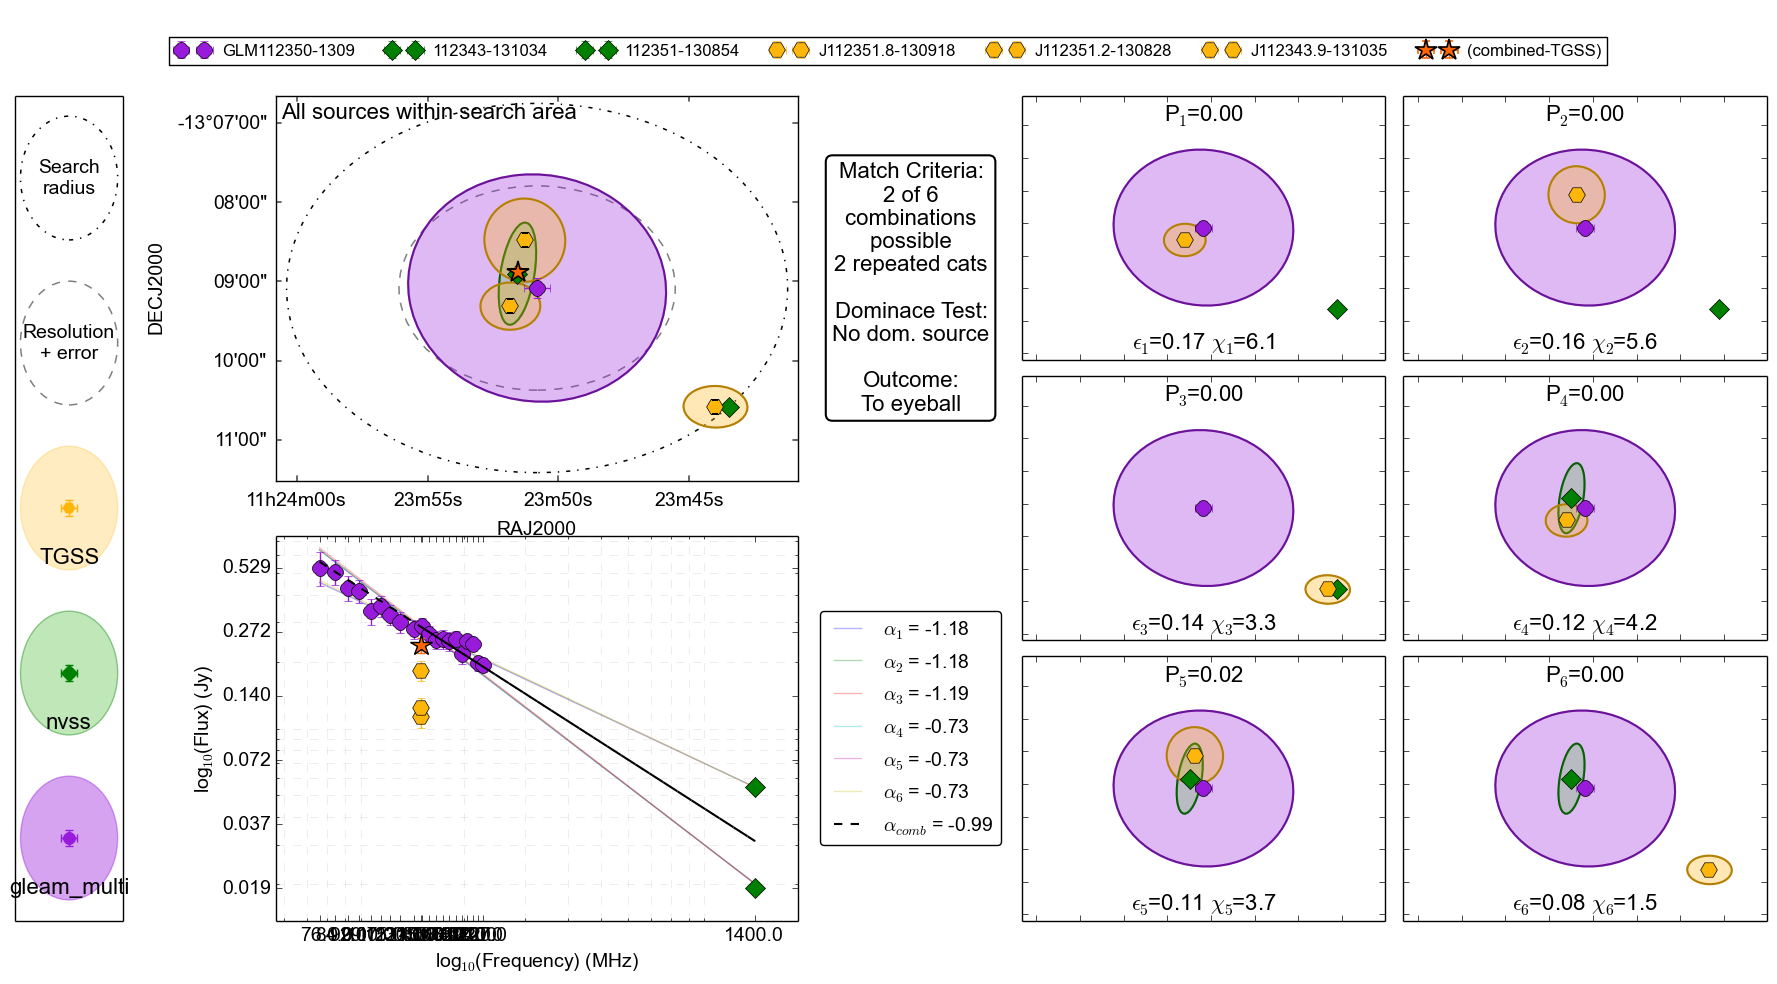 GLM112350-1309 112343-131034 112351-130854 J112351.8-130918 J112351.2-130828 J112343.9-131035 (combined-TGSS)
Search
radius
Resolution
+ error
TGSS
nvss
gleam_multi
All sources within search area
-13°07'00"
08'00"
09'00"
10'00"
11'00"
DECJ2000
11h24m00s 23m55s 23m50s 23m45s
RAJ2000
Match Criteria:
2 of 6
combinations
possible
2 repeated cats
Dominace Test:
No dom. source
Outcome:
To eyeball
0.529
0.272
0.140
0.072
0.037
0.019
log10(Flux) (Jy)
1400.0
log10(Frequency) (MHz)
α1 = -1.18
α2 = -1.18
α3 = -1.19
α4 = -0.73
α5 = -0.73
α6 = -0.73
αcomb = -0.99
P1=0.00
ϵ1=0.17 χ1=6.1
P2=0.00
ϵ2=0.16 χ2=5.6
P3=0.00
ϵ3=0.14 χ3=3.3
P4=0.00
ϵ4=0.12 χ4=4.2
P5=0.02
ϵ5=0.11 χ5=3.7
P6=0.00
ϵ6=0.08 χ6=1.5